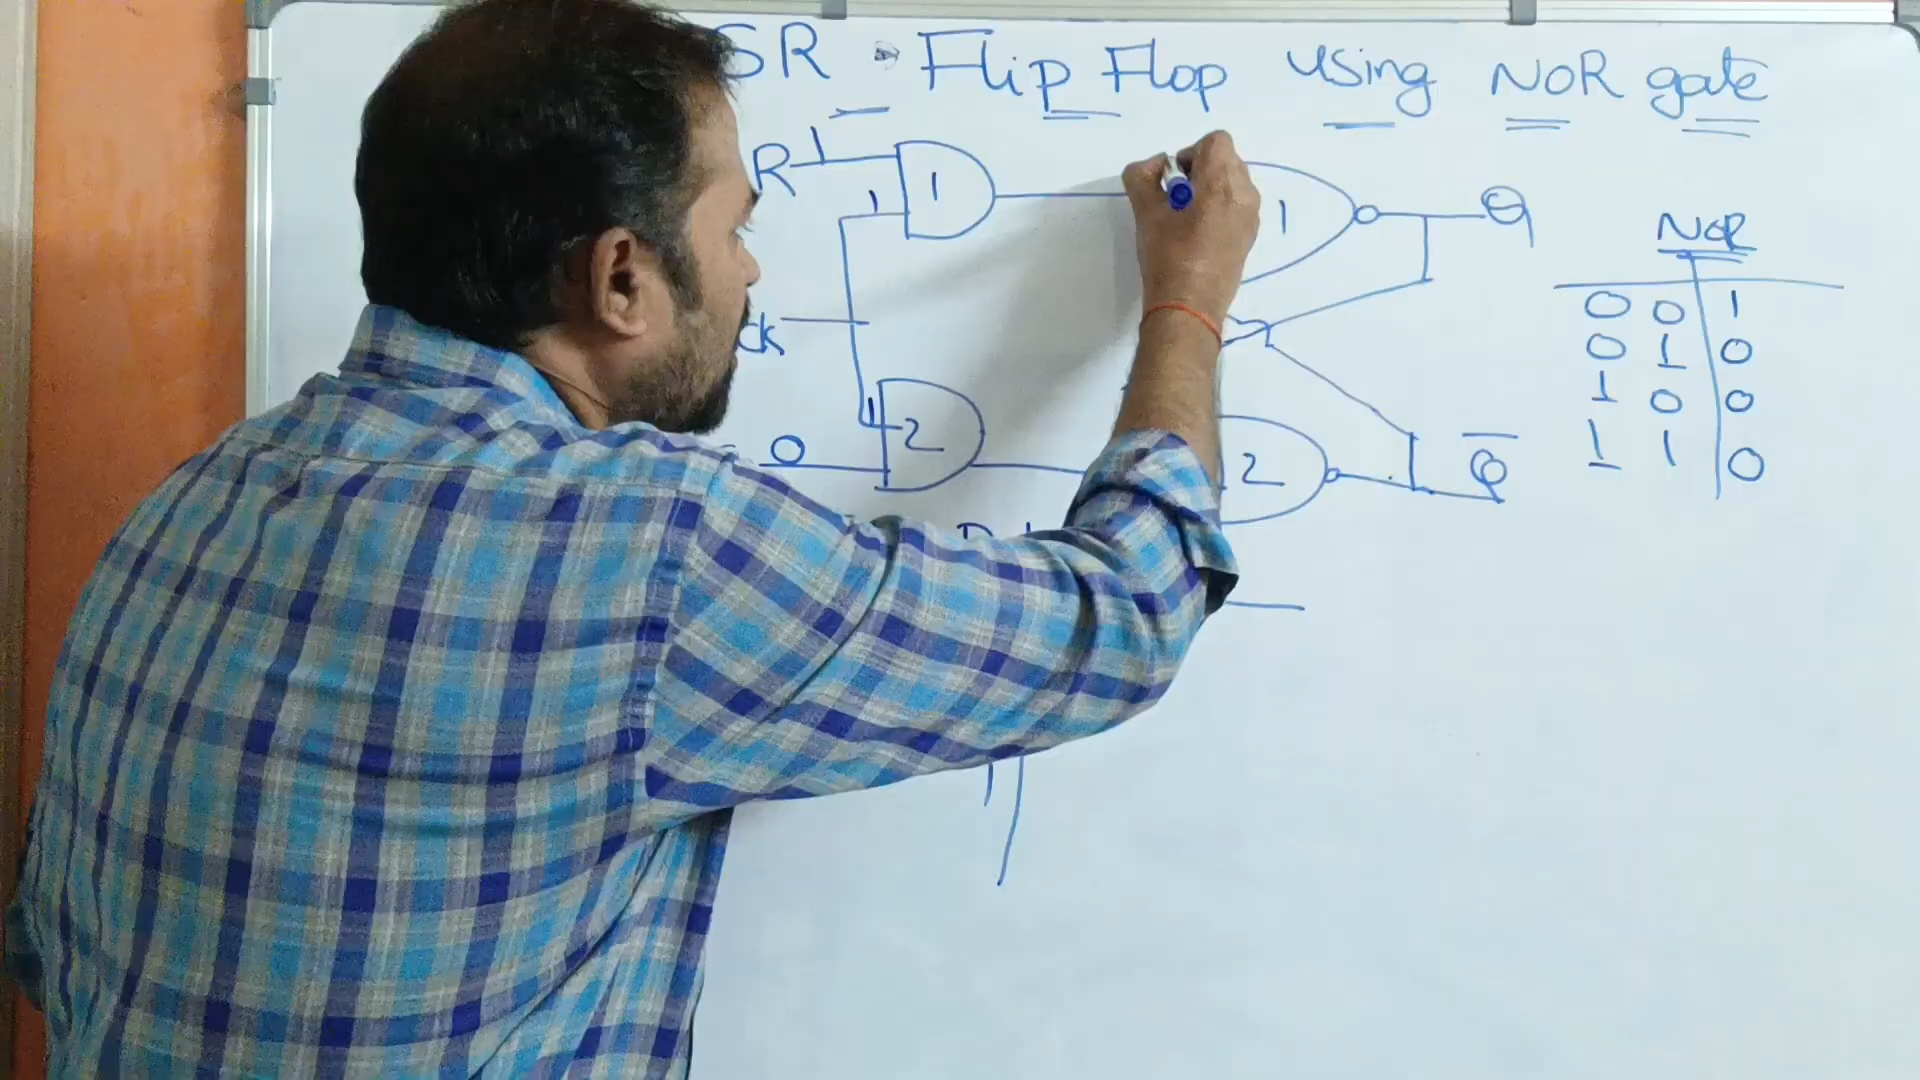 SR - Flip Flop using NOR gate
R 1
1
1
1
Q
NOR
0 0 1
0 1 0
1 0 0
1 1 0
ck
1
2
0
2
Q̅